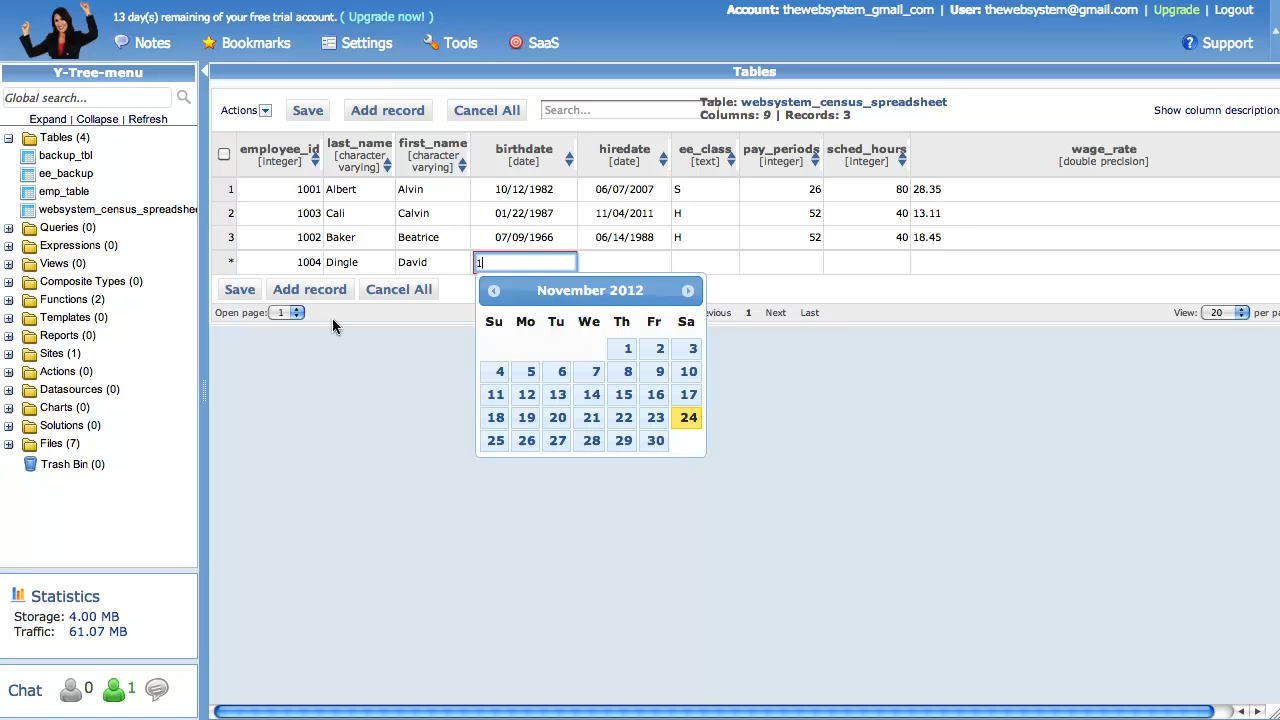 13 day(s) remaining of your free trial account. ( Upgrade now! )
Account: thewebsystem_gmail_com | User: thewebsystem@gmail.com | Upgrade | Logout
Notes Bookmarks Settings Tools SaaS Support
Y-Tree-menu
Tables
Global search...
Expand | Collapse | Refresh
Tables (4)
backup_tbl
ee_backup
emp_table
websystem_census_spreadshee
Queries (0)
Expressions (0)
Views (0)
Composite Types (0)
Functions (2)
Templates (0)
Reports (0)
Sites (1)
Actions (0)
Datasources (0)
Charts (0)
Solutions (0)
Files (7)
Trash Bin (0)
Statistics
Storage: 4.00 MB
Traffic: 61.07 MB
Chat 0 1
Actions Save Add record Cancel All Search...
Table: websystem_census_spreadsheet
Columns: 9 | Records: 3
Show column description
employee_id last_name first_name birthdate hiredate ee_class pay_periods sched_hours wage_rate
[integer] [character varying] [character varying] [date] [date] [text] [integer] [integer] [double precision]
1 1001 Albert Alvin 10/12/1982 06/07/2007 S 26 80 28.35
2 1003 Cali Calvin 01/22/1987 11/04/2011 H 52 40 13.11
3 1002 Baker Beatrice 07/09/1966 06/14/1988 H 52 40 18.45
* 1004 Dingle David 1
Save Add record Cancel All
Open page: 1
evious 1 Next Last
View: 20 per pa
November 2012
Su Mo Tu We Th Fr Sa
1 2 3
4 5 6 7 8 9 10
11 12 13 14 15 16 17
18 19 20 21 22 23 24
25 26 27 28 29 30